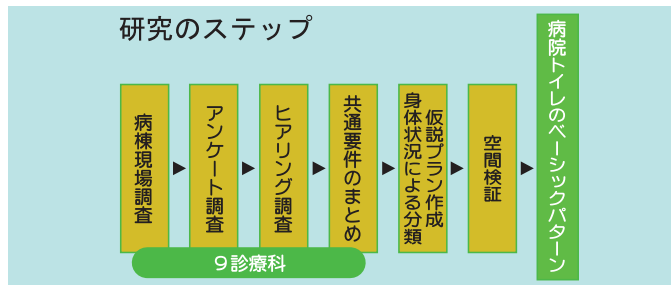 研究のステップ
病棟現場調査
アンケート調査
ヒアリング調査
共通要件のまとめ
仮説プラン作成
身体状況による分類
空間検証
病院トイレのベーシックパターン
9診療科